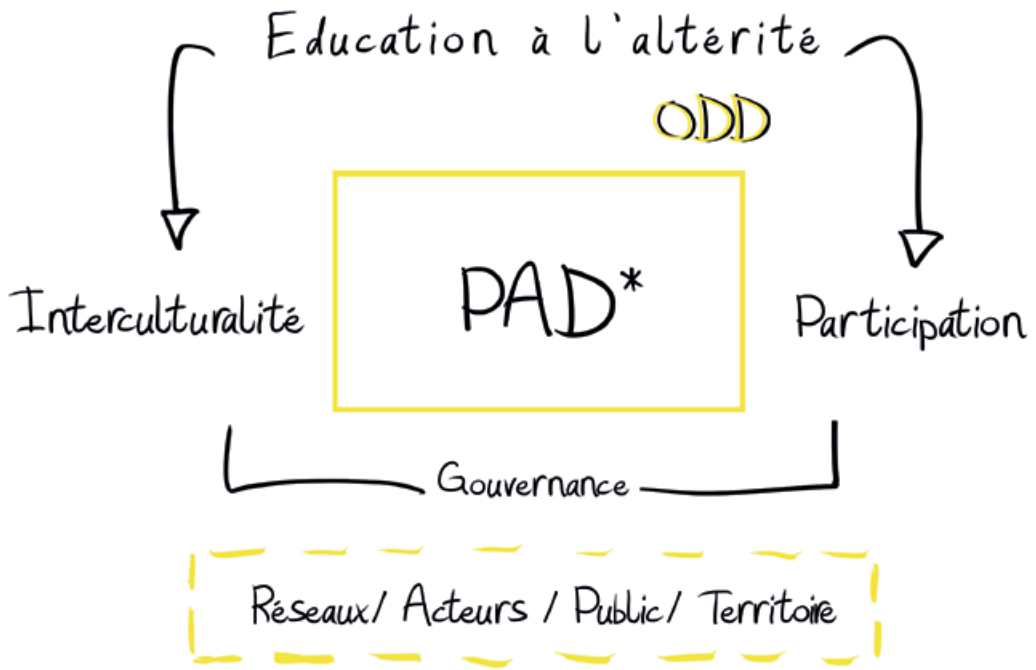 Education à l'altérité
ODD
PAD*
Interculturalité
Participation
Gouvernance
Réseaux/ Acteurs / Public/ Territoire